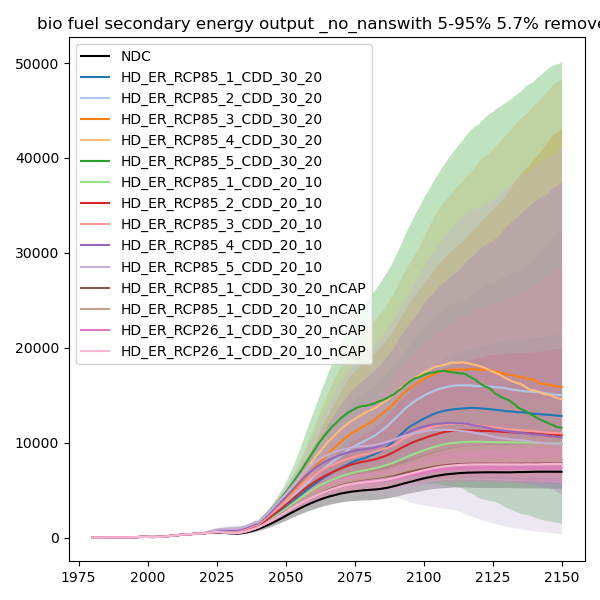 bio fuel secondary energy output _no_nanswith 5-95% 5.7% remove
50000
40000
30000
20000
10000
0
NDC
HD_ER_RCP85_1_CDD_30_20
HD_ER_RCP85_2_CDD_30_20
HD_ER_RCP85_3_CDD_30_20
HD_ER_RCP85_4_CDD_30_20
HD_ER_RCP85_5_CDD_30_20
HD_ER_RCP85_1_CDD_20_10
HD_ER_RCP85_2_CDD_20_10
HD_ER_RCP85_3_CDD_20_10
HD_ER_RCP85_4_CDD_20_10
HD_ER_RCP85_5_CDD_20_10
HD_ER_RCP85_1_CDD_30_20_nCAP
HD_ER_RCP85_1_CDD_20_10_nCAP
HD_ER_RCP26_1_CDD_30_20_nCAP
HD_ER_RCP26_1_CDD_20_10_nCAP
1975 2000 2025 2050 2075 2100 2125 2150